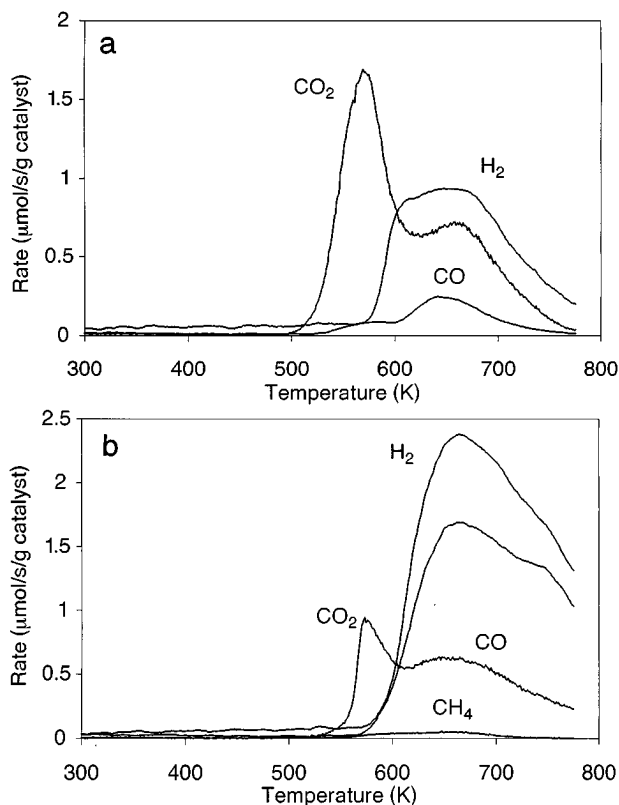 a
Rate (μmol/s/g catalyst)
2
1.5
1
0.5
0
CO₂
H₂
CO
300 400 500 600 700 800
Temperature (K)
b
Rate (μmol/s/g catalyst)
2.5
2
1.5
1
0.5
0
H₂
CO₂
CO
CH₄
300 400 500 600 700 800
Temperature (K)